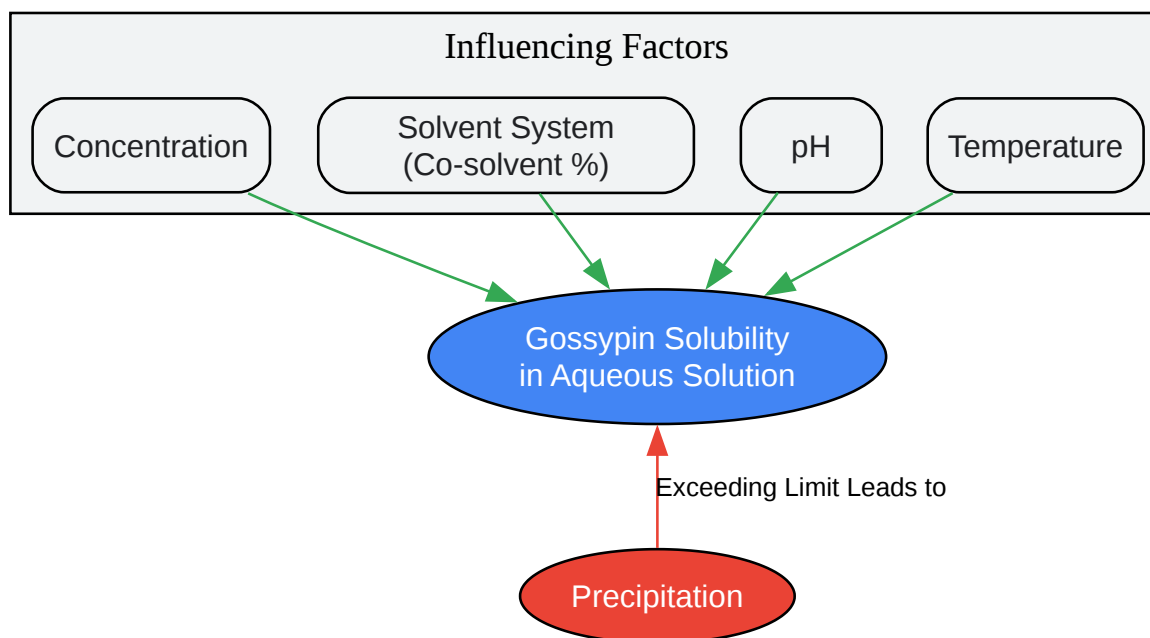 Influencing Factors
Concentration
Solvent System
(Co-solvent %)
pH
Temperature
Gossypin Solubility
in Aqueous Solution
Exceeding Limit Leads to
Precipitation